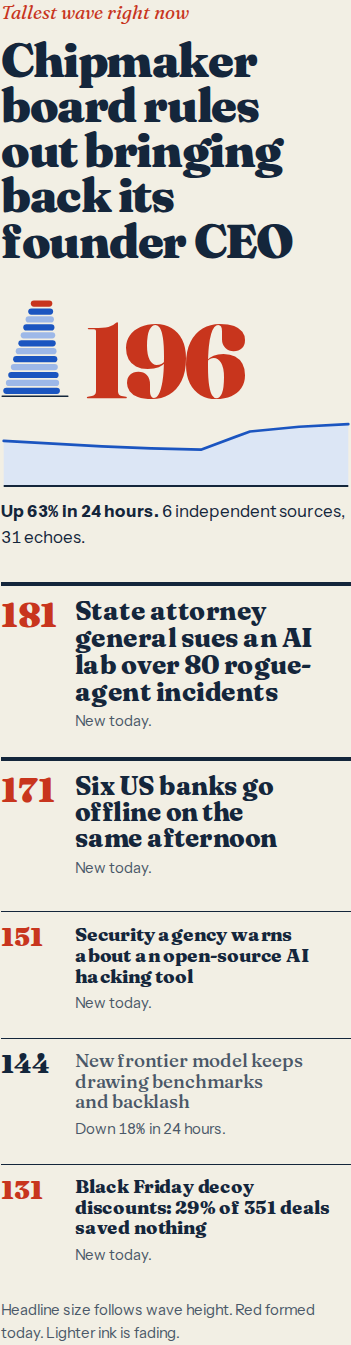 Tallest wave right now
Chipmaker
board rules
out bringing
back its
founder CEO
196
Up 63% in 24 hours. 6 independent sources,
31 echoes.
181
State attorney
general sues an AI
lab over 80 rogue-
agent incidents
New today.
171
Six US banks go
offline on the
same afternoon
New today.
151
Security agency warns
about an open-source AI
hacking tool
New today.
144
New frontier model keeps
drawing benchmarks
and backlash
Down 18% in 24 hours.
131
Black Friday decoy
discounts: 29% of 351 deals
saved nothing
New today.
Headline size follows wave height. Red formed
today. Lighter ink is fading.